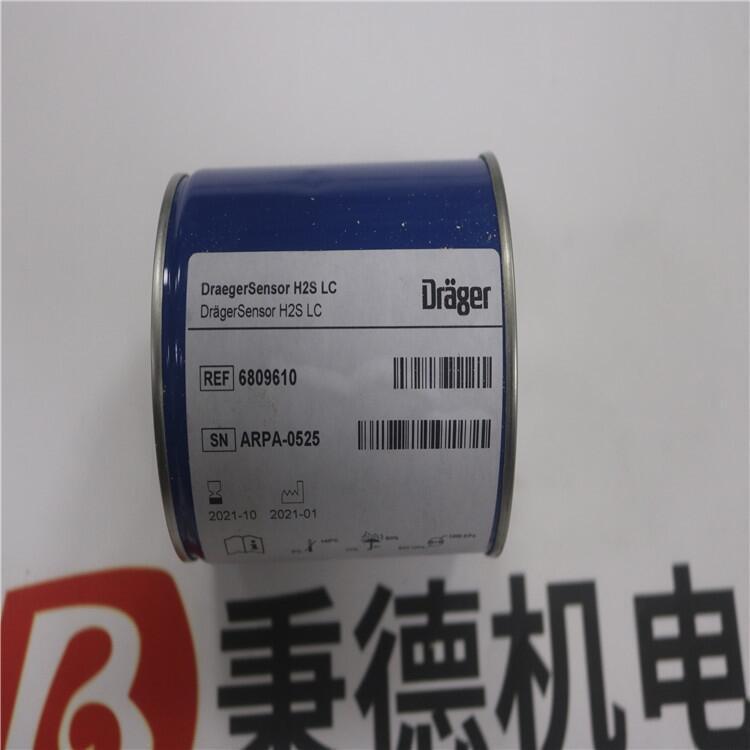 DraegerSensor H2S LC
DrägerSensor H2S LC
Dräger
REF 6809610
SN ARPA-0525
2021-10 2021-01
秉德机电